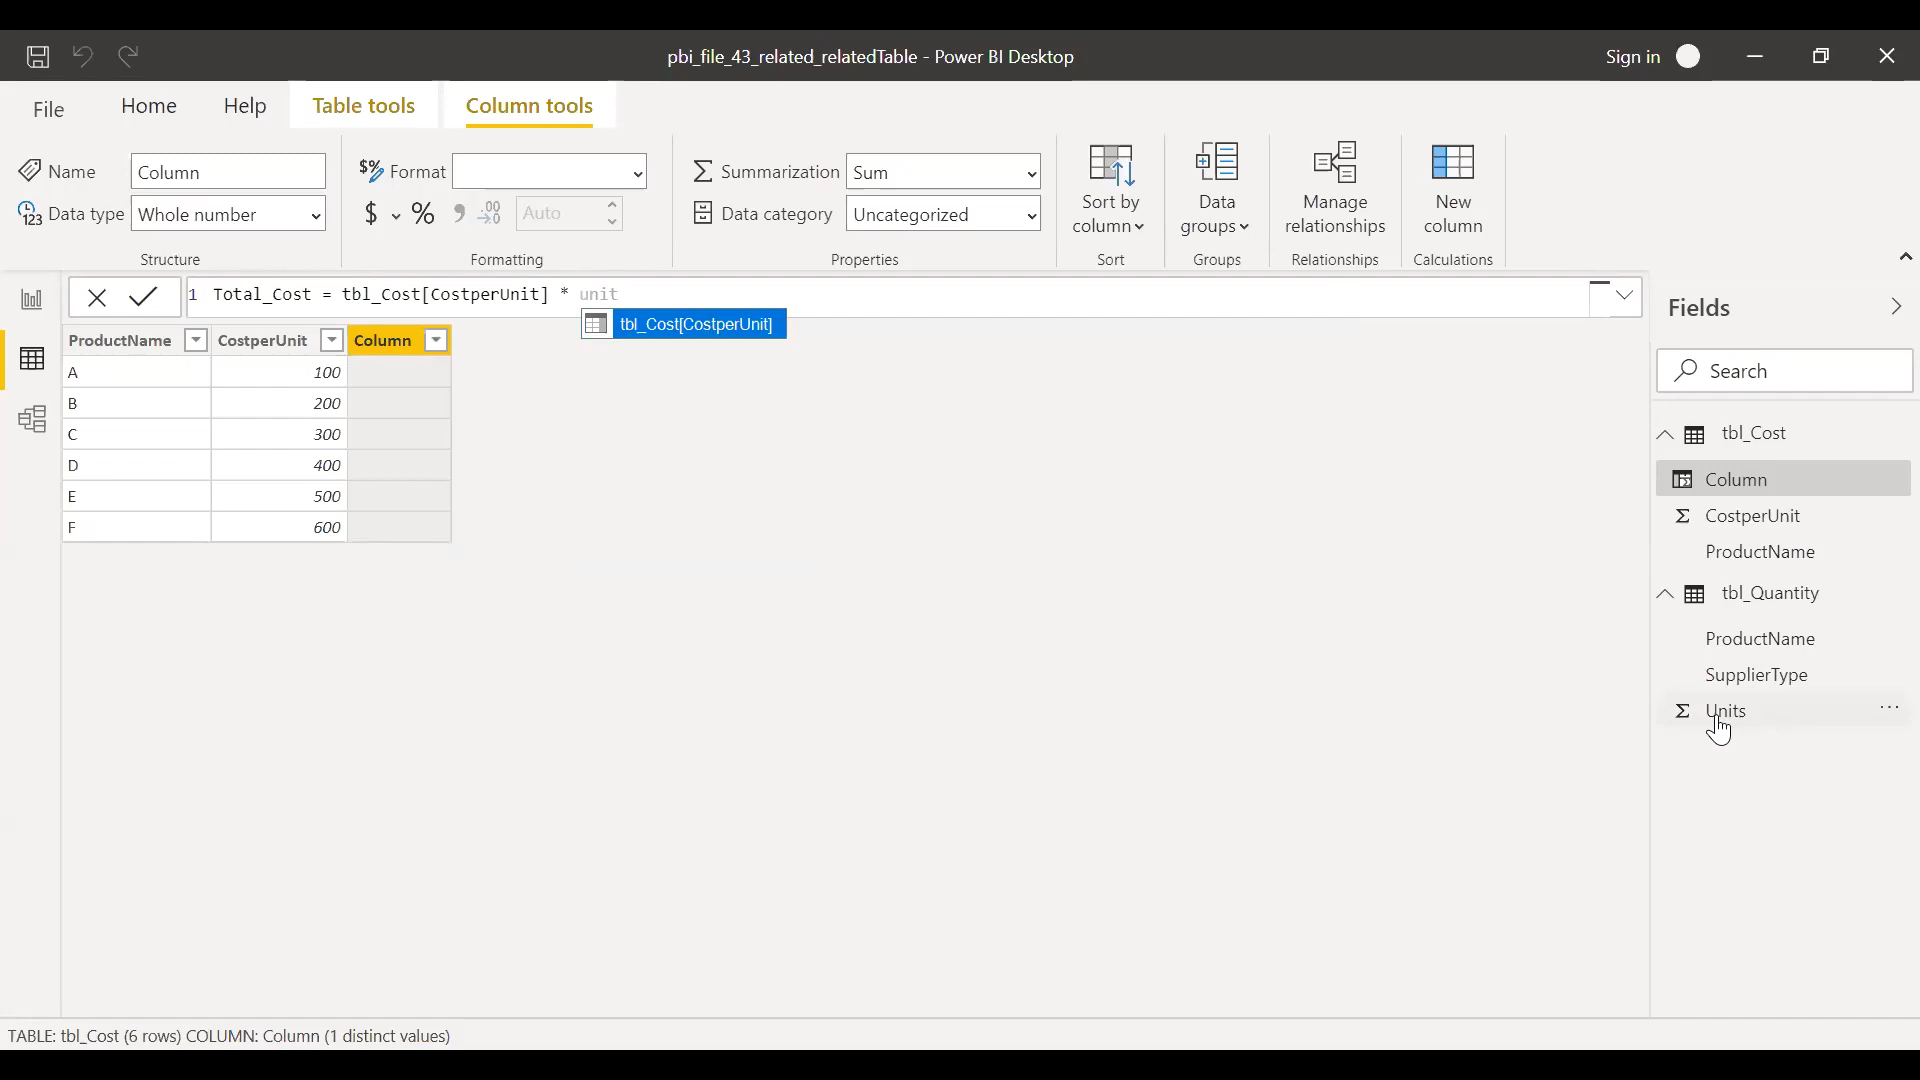 pbi_file_43_related_relatedTable - Power BI Desktop
Sign in
File
Home
Help
Table tools
Column tools
Name
Column
Data type
Whole number
Structure
$% Format
$
%
,
.00
→0
Auto
Formatting
Σ Summarization
Sum
Data category
Uncategorized
Properties
Sort by
column
Sort
Data
groups
Groups
Manage
relationships
Relationships
New
column
Calculations
1 Total_Cost = tbl_Cost[CostperUnit] * unit
tbl_Cost[CostperUnit]
ProductName CostperUnit Column
A 100
B 200
C 300
D 400
E 500
F 600
Fields
Search
tbl_Cost
Column
Σ CostperUnit
ProductName
tbl_Quantity
ProductName
SupplierType
Σ Units
TABLE: tbl_Cost (6 rows) COLUMN: Column (1 distinct values)